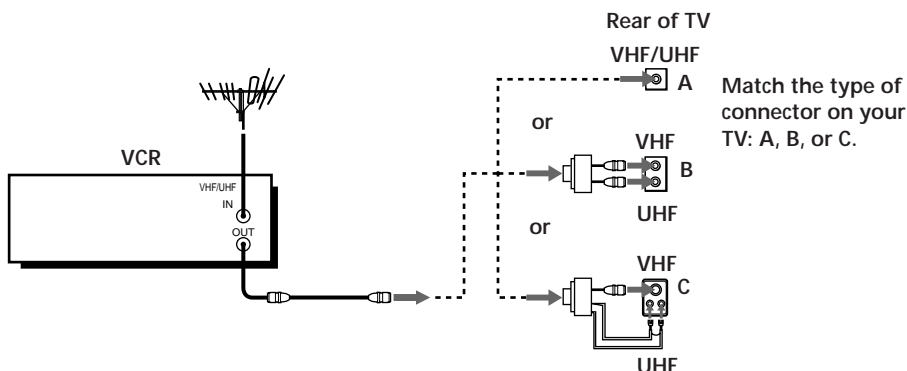 Rear of TV
VHF/UHF
A
Match the type of
connector on your
TV: A, B, or C.
or
VCR
VHF
B
VHF/UHF
IN
UHF
OUT
or
VHF
C
UHF